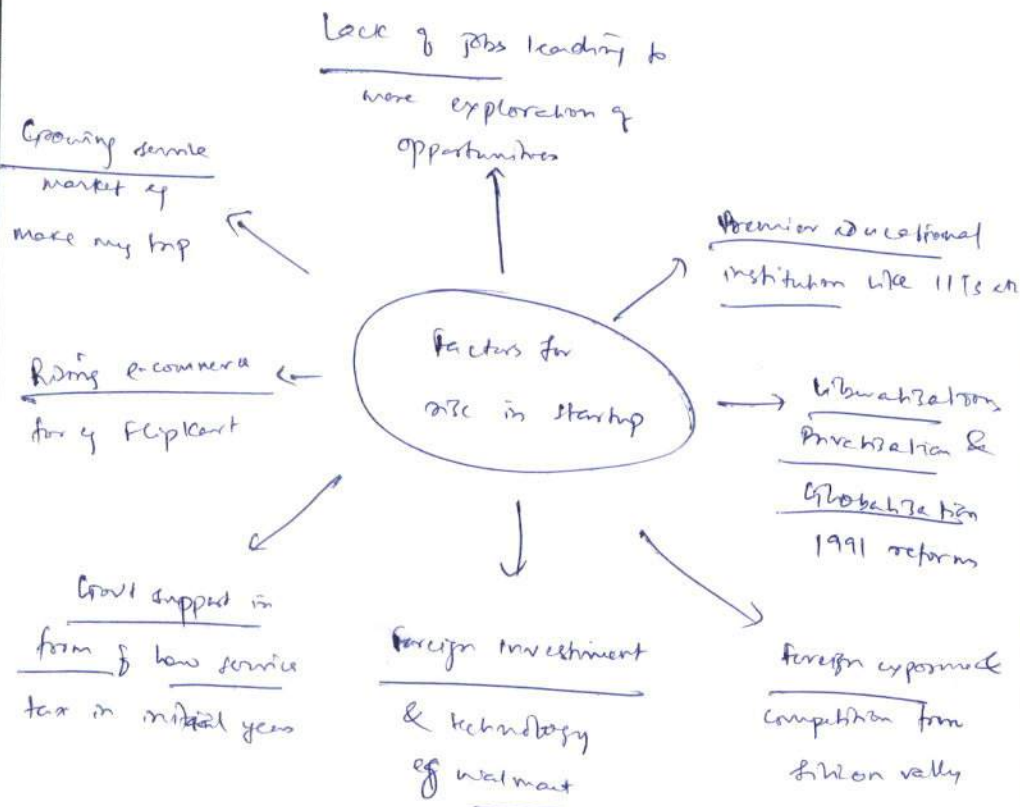 Lack of jobs leading to
more exploration of
opportunities
Growing service
market eg
make my trip
Premier educational
institution like IITs etc
Factors for
rise in startup
Rising e-commerce
for eg Flipkart
Liberalization
Privatization &
Globalization
1991 reforms
Govt support in
from of low service
tax in initial years
Foreign investment
& technology
eg walmart
Foreign exposure &
competition from
Silicon vally